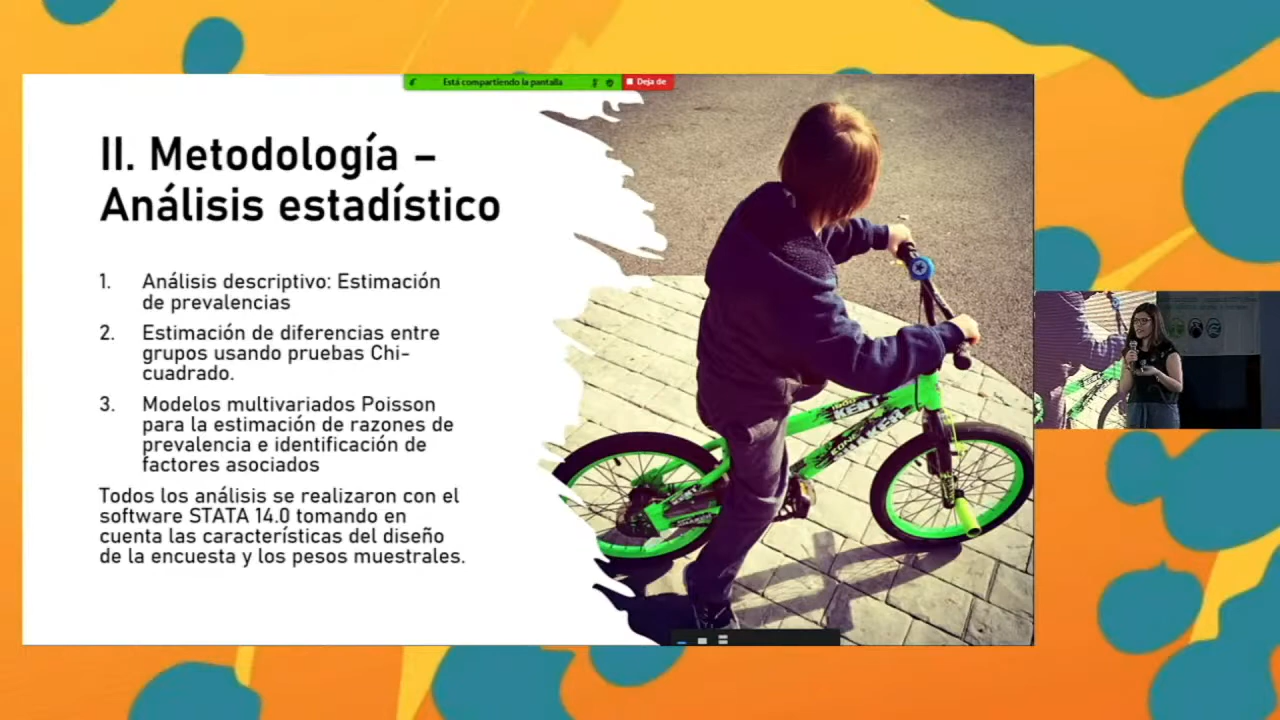 Está compartiendo la pantalla
Deja de
II. Metodología –
Análisis estadístico
1. Análisis descriptivo: Estimación
de prevalencias
2. Estimación de diferencias entre
grupos usando pruebas Chi-
cuadrado.
3. Modelos multivariados Poisson
para la estimación de razones de
prevalencia e identificación de
factores asociados
Todos los análisis se realizaron con el
software STATA 14.0 tomando en
cuenta las características del diseño
de la encuesta y los pesos muestrales.
KENT